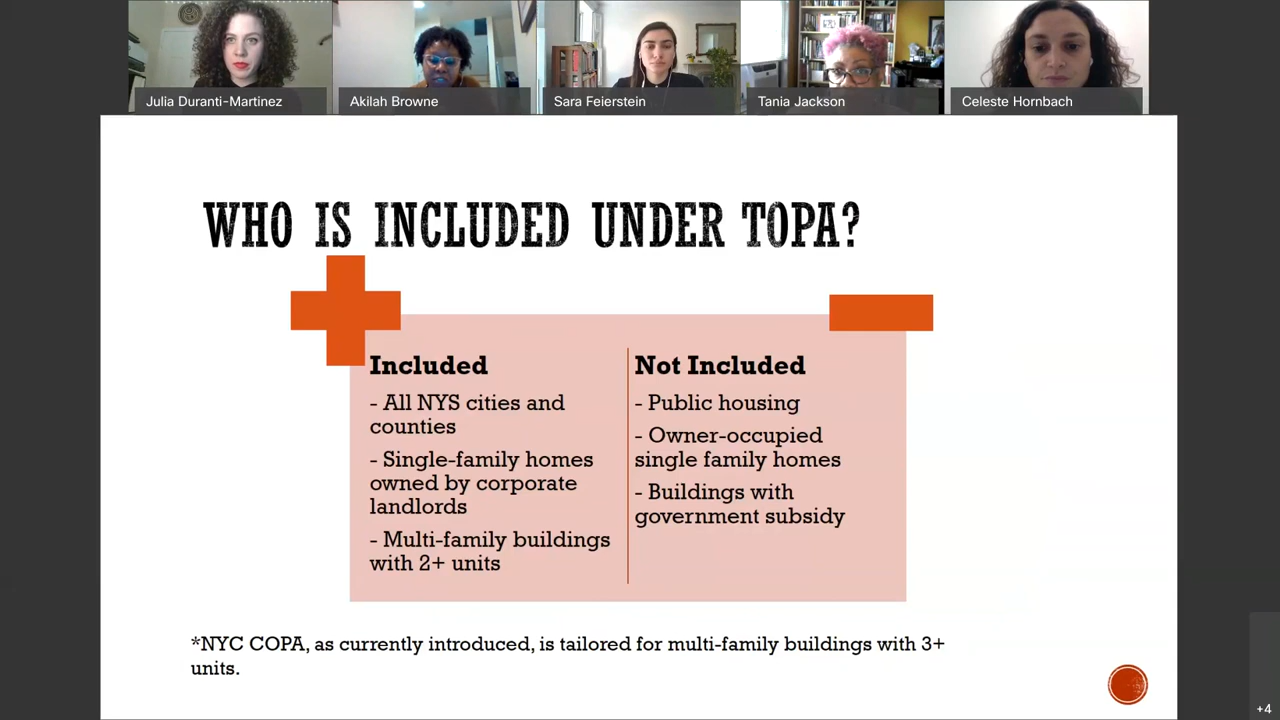 Julia Duranti-Martinez
Akilah Browne
Sara Feierstein
Tania Jackson
Celeste Hornbach
WHO IS INCLUDED UNDER TOPA?
Included
- All NYS cities and
counties
- Single-family homes
owned by corporate
landlords
- Multi-family buildings
with 2+ units
Not Included
- Public housing
- Owner-occupied
single family homes
- Buildings with
government subsidy
*NYC COPA, as currently introduced, is tailored for multi-family buildings with 3+
units.
+4